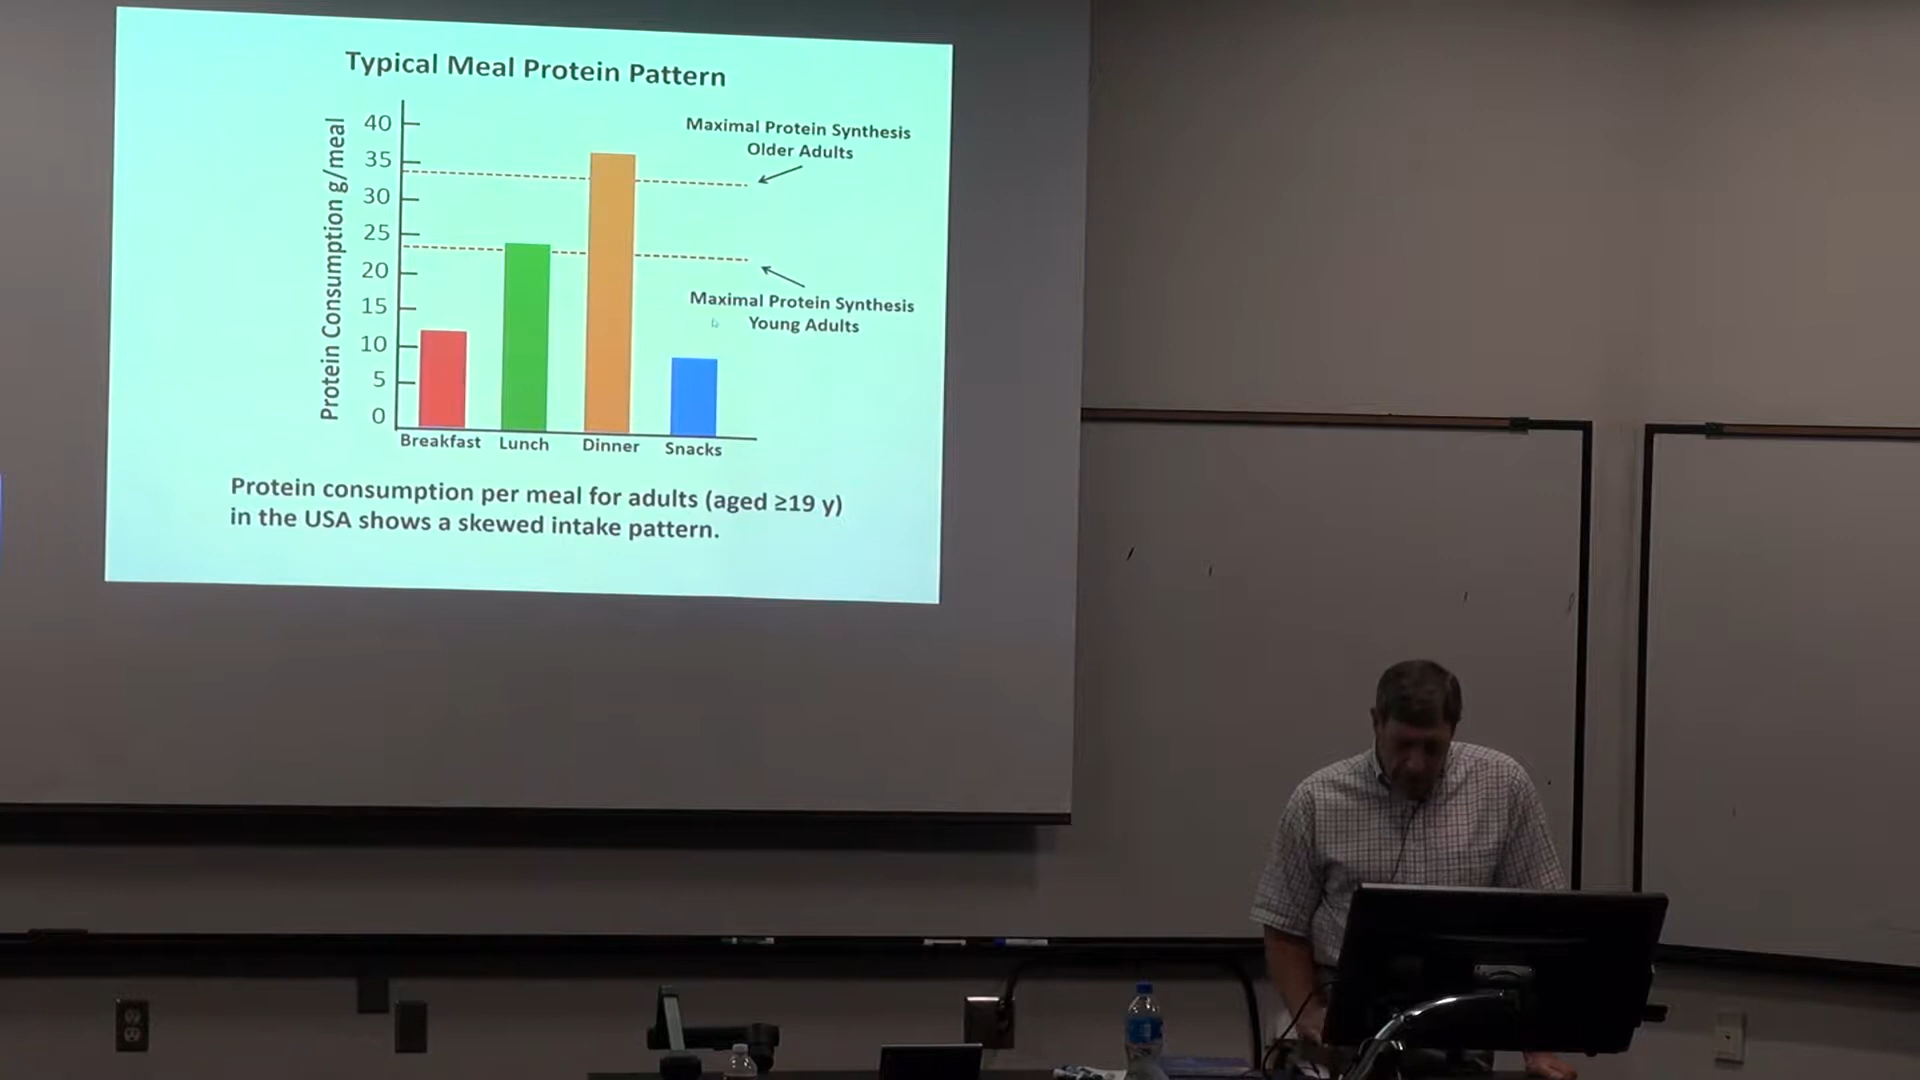 Typical Meal Protein Pattern
Protein Consumption g/meal
40
35
30
25
20
15
10
5
0
Maximal Protein Synthesis
Older Adults
Maximal Protein Synthesis
Young Adults
Breakfast Lunch Dinner Snacks
Protein consumption per meal for adults (aged ≥19 y)
in the USA shows a skewed intake pattern.